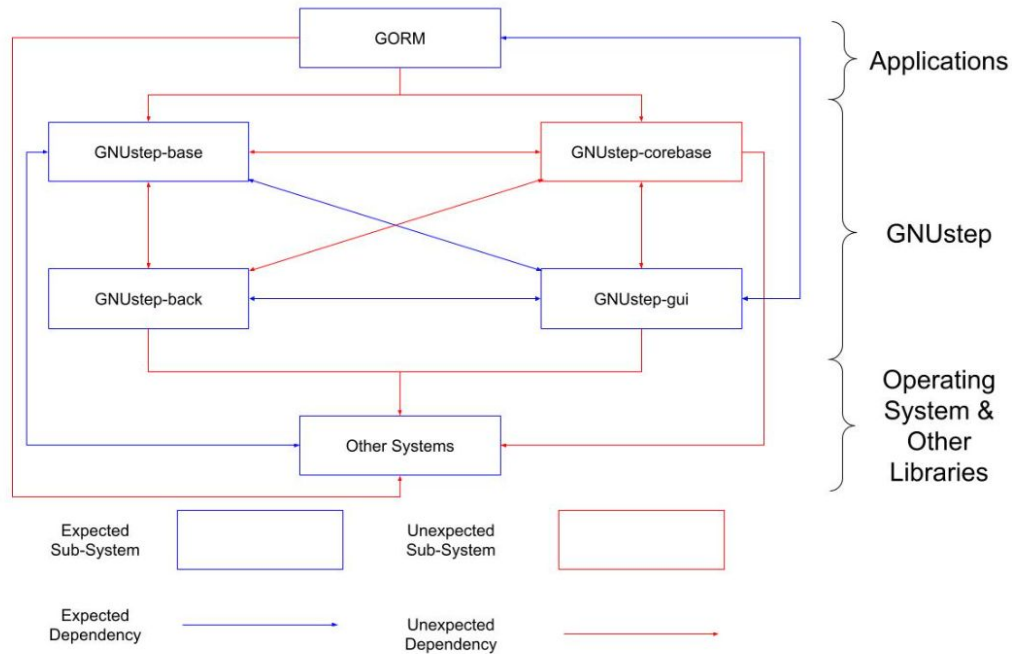 GORM
Applications
GNUstep-base
GNUstep-corebase
GNUstep
GNUstep-back
GNUstep-gui
Operating
System &
Other
Libraries
Other Systems
Expected
Sub-System
Unexpected
Sub-System
Expected
Dependency
Unexpected
Dependency